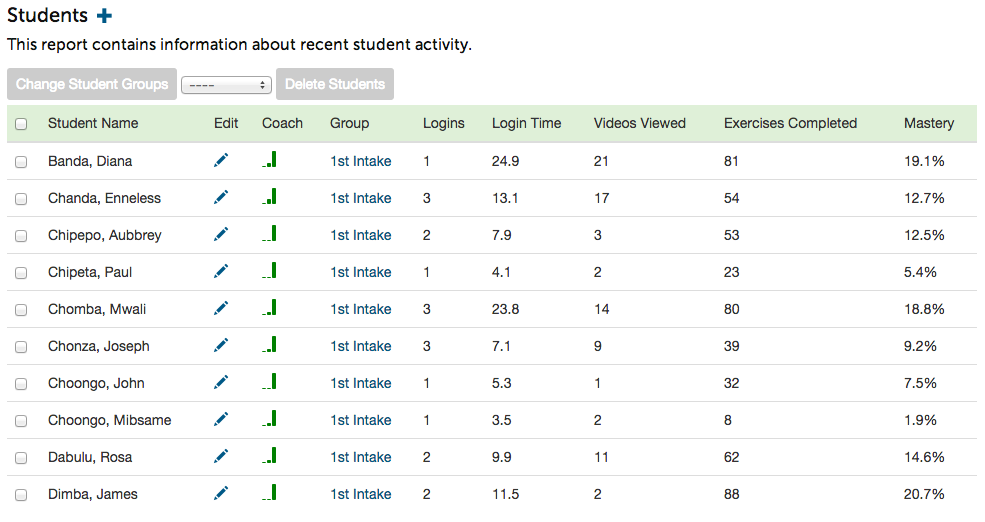 Students
This report contains information about recent student activity.
Change Student Groups ---- Delete Students
Student Name Edit Coach Group Logins Login Time Videos Viewed Exercises Completed Mastery
Banda, Diana 1st Intake 1 24.9 21 81 19.1%
Chanda, Enneless 1st Intake 3 13.1 17 54 12.7%
Chipepo, Aubbrey 1st Intake 2 7.9 3 53 12.5%
Chipeta, Paul 1st Intake 1 4.1 2 23 5.4%
Chomba, Mwali 1st Intake 3 23.8 14 80 18.8%
Chonza, Joseph 1st Intake 3 7.1 9 39 9.2%
Choongo, John 1st Intake 1 5.3 1 32 7.5%
Choongo, Mibsame 1st Intake 1 3.5 2 8 1.9%
Dabulu, Rosa 1st Intake 2 9.9 11 62 14.6%
Dimba, James 1st Intake 2 11.5 2 88 20.7%